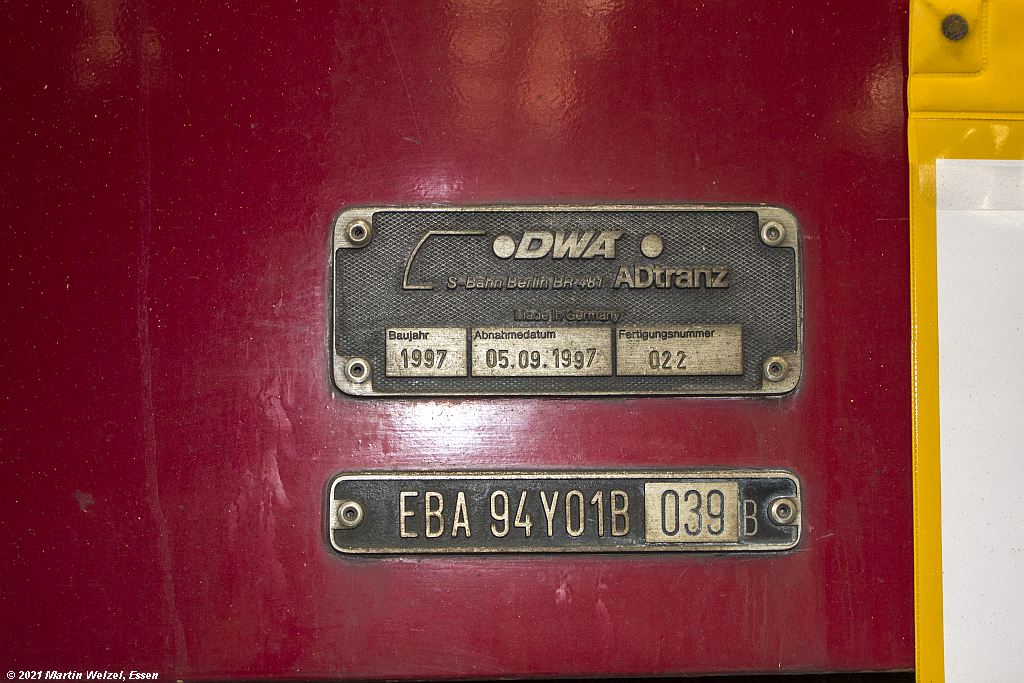 DWA
S-Bahn Berlin BR 481 ADtranz
Made in Germany
Baujahr Abnahmedatum Fertigungsnummer
1997 05.09.1997 022
EBA 94Y01B 039 B
© 2021 Martin Welzel, Essen